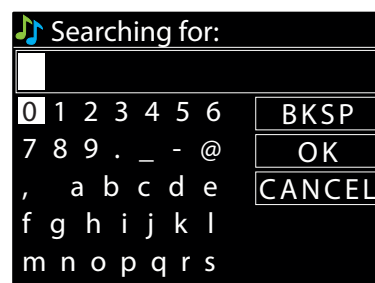 Searching for:
0 1 2 3 4 5 6 BKSP
7 8 9 . _ - @ OK
, a b c d e CANCEL
f g h i j k l
m n o p q r s